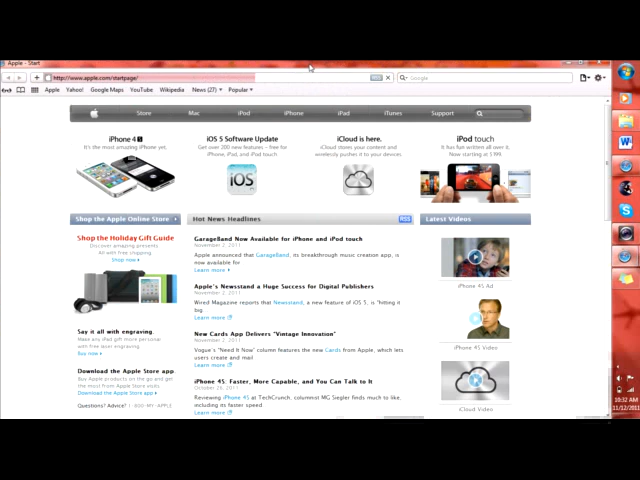 Apple - Start
http://www.apple.com/startpage/
Google
Apple Yahoo! Google Maps YouTube Wikipedia News (27) Popular
Store Mac iPod iPhone iPad iTunes Support
iPhone 4S
It's the most amazing iPhone yet.
iOS 5 Software Update
Get over 200 new features – free
for iPhone, iPad, and iPod touch.
iOS
iCloud is here.
iCloud stores your content and
wirelessly pushes it to your devices.
iPod touch
It has fun written all over it.
Now starting at $199.
Shop the Apple Online Store
Hot News Headlines
RSS
Latest Videos
Shop the Holiday Gift Guide
Discover amazing presents
All with free shipping.
Shop now
Say it all with engraving.
Make any iPad gift more personal
with free laser engraving.
Buy now
Download the Apple Store app.
Buy Apple products on the go and
get the most from Apple Store visits
Download the Apple Store app
Questions? Advice? 1-800-MY-APPLE
GarageBand Now Available for iPhone and iPod touch
November 2, 2011
Apple announced that GarageBand, its breakthrough music creation app, is
now available for
Learn more
Apple's Newsstand a Huge Success for Digital Publishers
November 2, 2011
Wired Magazine reports that Newsstand, a new feature of iOS 5, is "hitting it
big
Learn more
New Cards App Delivers "Vintage Innovation"
November 2, 2011
Vogue's "Need It Now" column features the new Cards from Apple, which lets
users create and mail
Learn more
iPhone 4S: Faster, More Capable, and You Can Talk to It
Reviewing iPhone 4S at TechCrunch, columnist MG Siegler finds much to like,
including its faster speed
Learn more
iPhone 4S Ad
iPhone 4S Video
iCloud Video
10:32 AM
11/12/2011